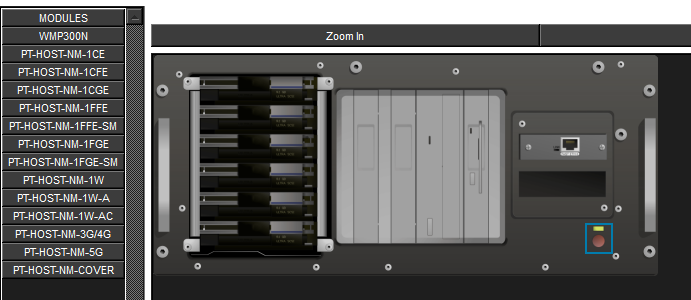 MODULES
WMP300N
PT-HOST-NM-1CE
PT-HOST-NM-1CFE
PT-HOST-NM-1CGE
PT-HOST-NM-1FFE
PT-HOST-NM-1FFE-SM
PT-HOST-NM-1FGE
PT-HOST-NM-1FGE-SM
PT-HOST-NM-1W
PT-HOST-NM-1W-A
PT-HOST-NM-1W-AC
PT-HOST-NM-3G/4G
PT-HOST-NM-5G
PT-HOST-NM-COVER
Zoom In